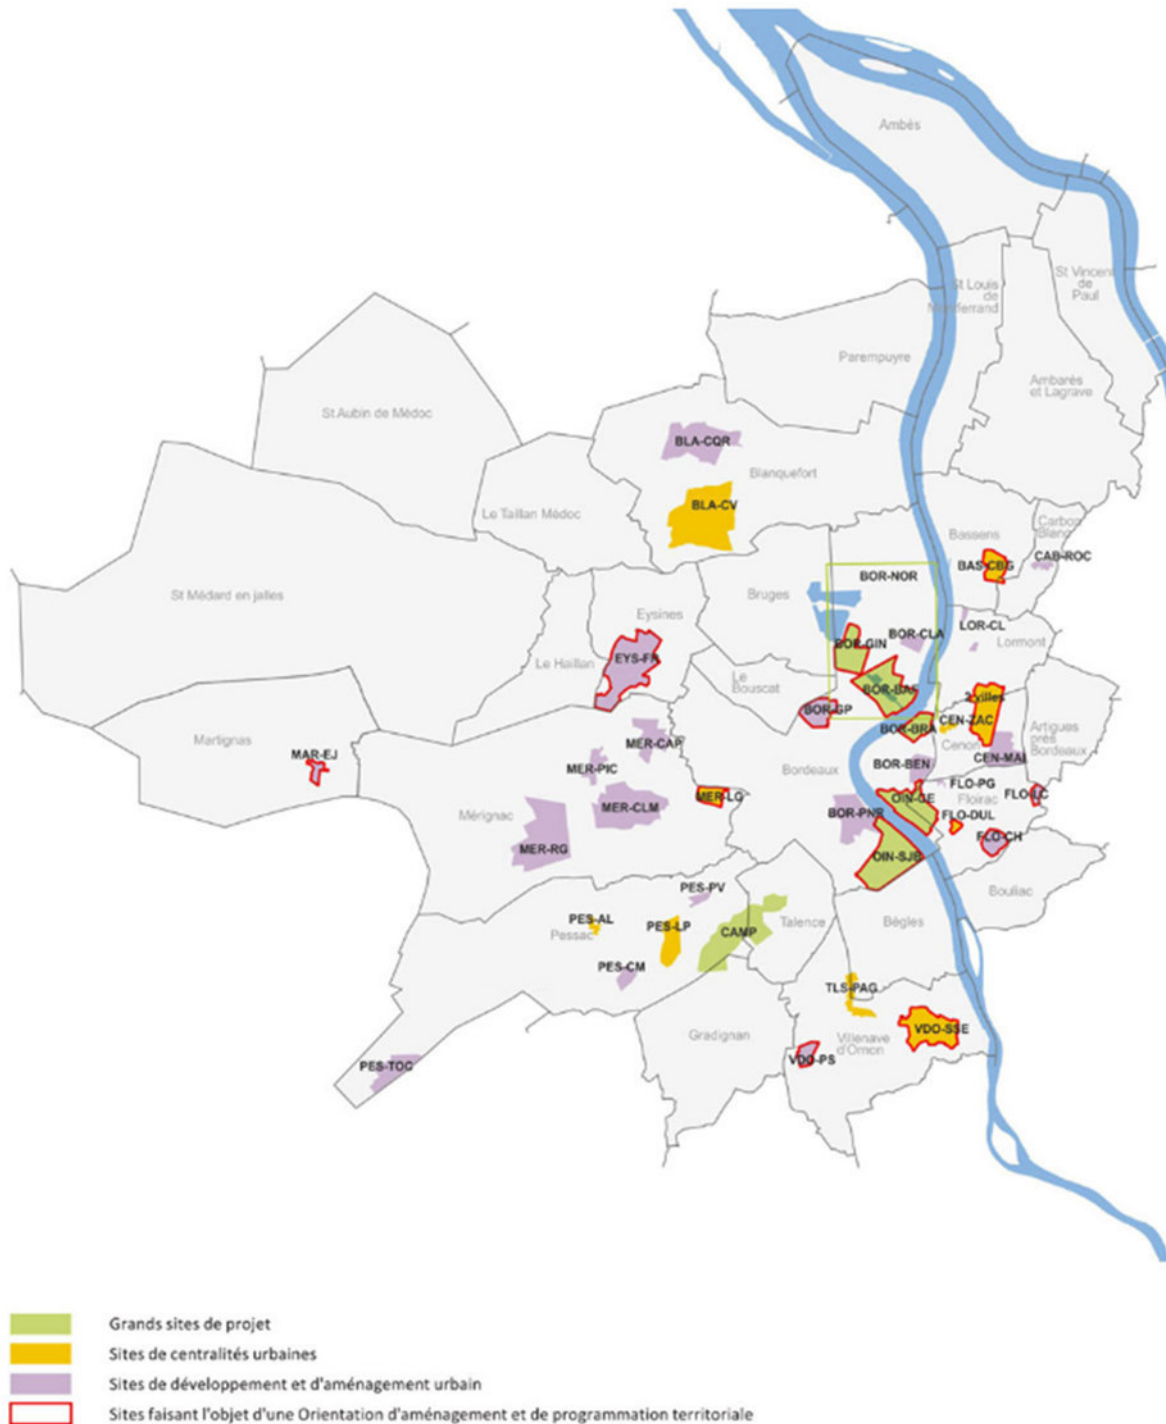 Ambès
St Vincent
de
Paul
St Louis
de
Montferrand
Parempuyre
Ambarès
et Lagrave
St Aubin de Médoc
BLA-CQR
Blanquefort
BLA-CV
Le Taillan Médoc
Carbon
Blanc
Bassens
CAB-ROC
BAS-CBG
BOR-NOR
St Médard en jalles
Bruges
Eysines
LOR-CL
BOR-CLA
Lormont
BOR-GIN
EYS-FR
Le Haillan
Le
Bouscat
BOR-BAF
2 villes
BOR-GP
CEN-ZAC
BOR-BRA
Artigues
près
Bordeaux
Martignas
MER-CAP
Cenon
MAR-EJ
CEN-MAI
BOR-BEN
MER-PIC
Bordeaux
FLO-PG
FLO-LC
MER-LG
OIN-GE
Floirac
MER-CLM
BOR-PNR
FLO-DUL
Mérignac
FLO-CH
MER-RG
OIN-SJB
PES-PV
Bouliac
PES-AL
PES-LP
Talence
Bègles
Pessac
CAMP
PES-CM
TLS-PAG
VDO-SSE
Gradignan
Villenave
d'Ornon
VDO-PS
PES-TOG
Grands sites de projet
Sites de centralités urbaines
Sites de développement et d'aménagement urbain
Sites faisant l'objet d'une Orientation d'aménagement et de programmation territoriale